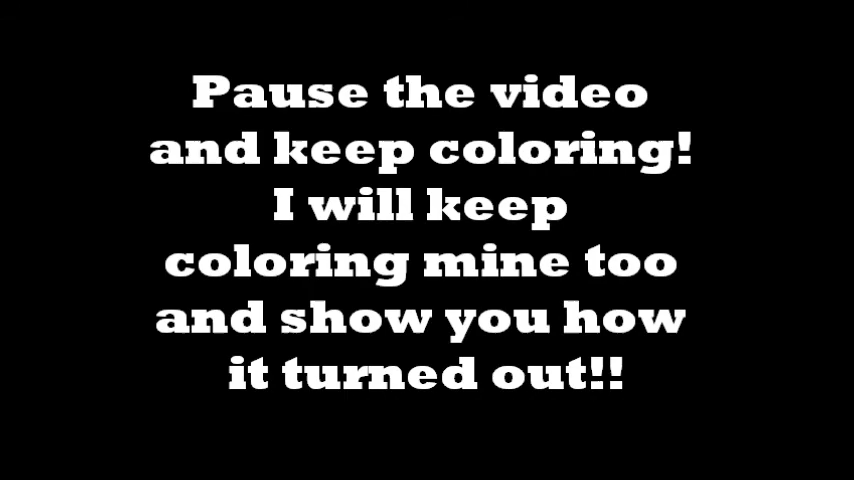 Pause the video
and keep coloring!
I will keep
coloring mine too
and show you how
it turned out!!